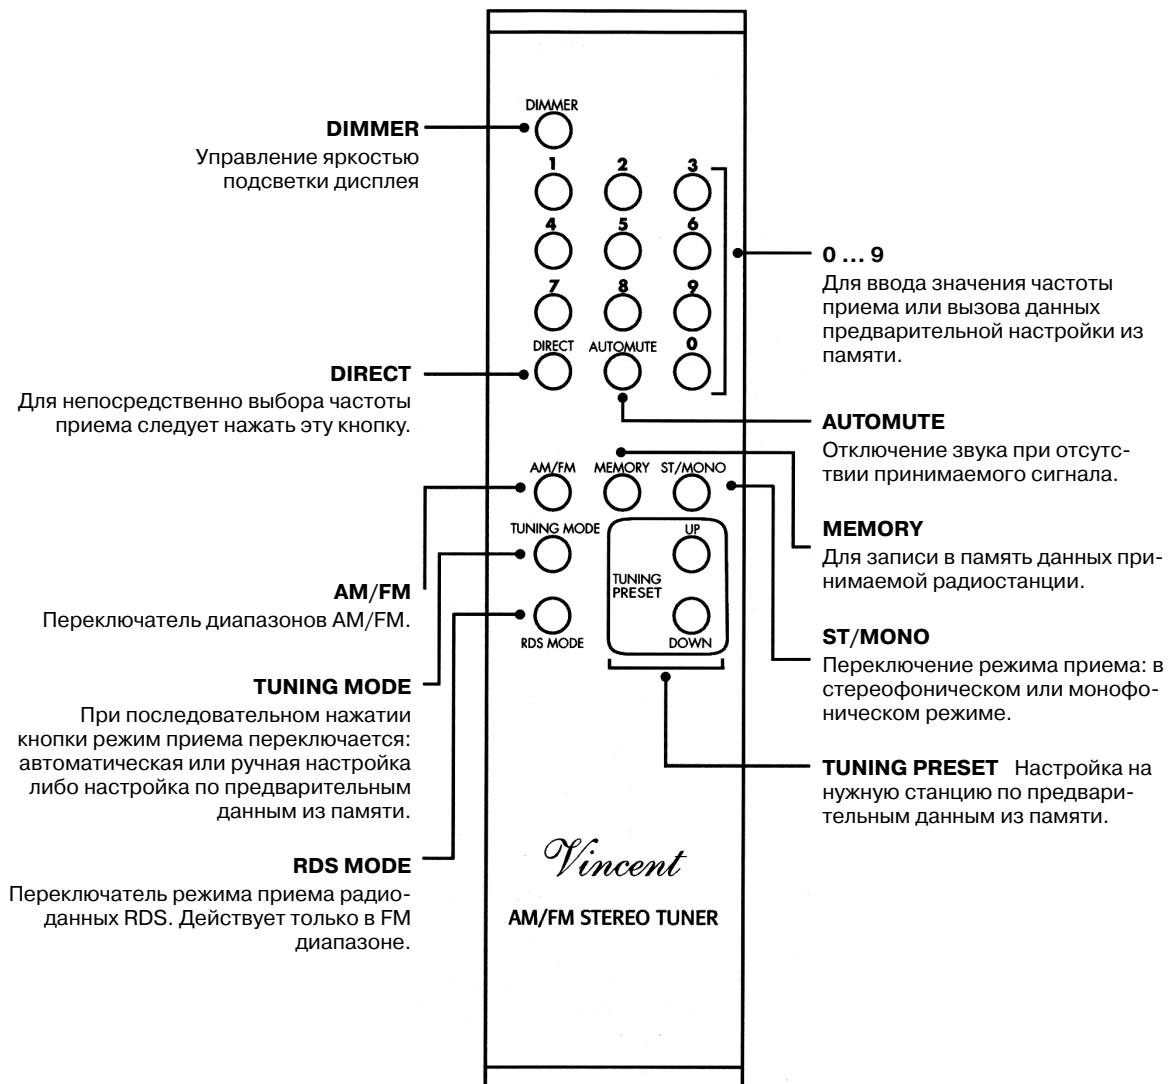 DIMMER
Управление яркостью
подсветки дисплея
DIRECT
Для непосредственно выбора частоты
приема следует нажать эту кнопку.
AM/FM
Переключатель диапазонов AM/FM.
TUNING MODE
При последовательном нажатии
кнопки режим приема переключается:
автоматическая или ручная настройка
либо настройка по предварительным
данным из памяти.
RDS MODE
Переключатель режима приема радио-
данных RDS. Действует только в FM
диапазоне.
DIMMER
1 2 3
4 5 6
7 8 9
DIRECT AUTOMUTE 0
AM/FM MEMORY ST/MONO
TUNING MODE UP
TUNING
PRESET
RDS MODE DOWN
Vincent
AM/FM STEREO TUNER
0 ... 9
Для ввода значения частоты
приема или вызова данных
предварительной настройки из
памяти.
AUTOMUTE
Отключение звука при отсутс-
твии принимаемого сигнала.
MEMORY
Для записи в память данных при-
нимаемой радиостанции.
ST/MONO
Переключение режима приема: в
стереофоническом или монофо-
ническом режиме.
TUNING PRESET Настройка на
нужную станцию по предвари-
тельным данным из памяти.